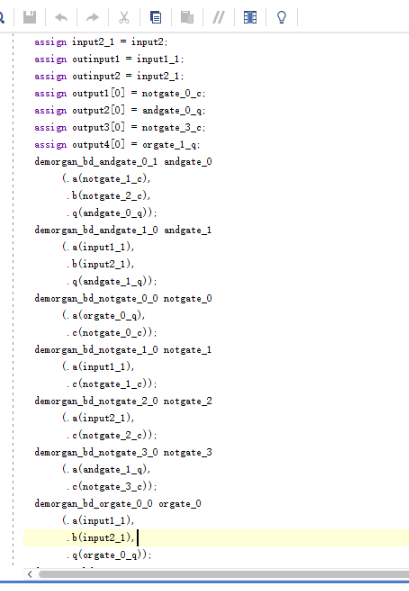 assign input2_1 = input2;
assign outinput1 = input1_1;
assign outinput2 = input2_1;
assign output1[0] = notgate_0_c;
assign output2[0] = andgate_0_q;
assign output3[0] = notgate_3_c;
assign output4[0] = orgate_1_q;
demorgan_bd_andgate_0_1 andgate_0
(.a(notgate_1_c),
.b(notgate_2_c),
.q(andgate_0_q));
demorgan_bd_andgate_1_0 andgate_1
(.a(input1_1),
.b(input2_1),
.q(andgate_1_q));
demorgan_bd_notgate_0_0 notgate_0
(.a(orgate_0_q),
.c(notgate_0_c));
demorgan_bd_notgate_1_0 notgate_1
(.a(input1_1),
.c(notgate_1_c));
demorgan_bd_notgate_2_0 notgate_2
(.a(input2_1),
.c(notgate_2_c));
demorgan_bd_notgate_3_0 notgate_3
(.a(andgate_1_q),
.c(notgate_3_c));
demorgan_bd_orgate_0_0 orgate_0
(.a(input1_1),
.b(input2_1),
.q(orgate_0_q));